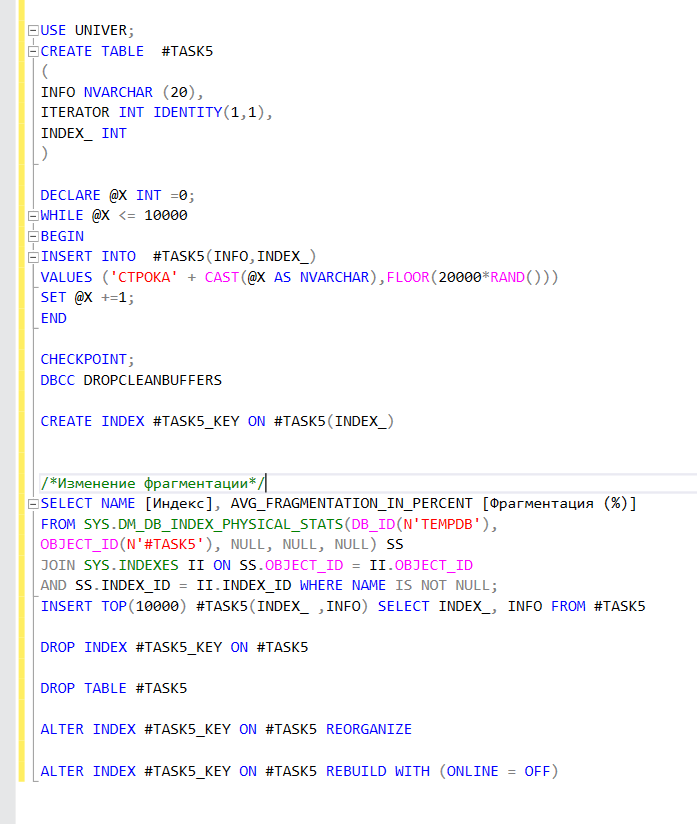 USE UNIVER;
CREATE TABLE  #TASK5
(
INFO NVARCHAR (20),
ITERATOR INT IDENTITY(1,1),
INDEX_ INT
)
DECLARE @X INT =0;
WHILE @X <= 10000
BEGIN
INSERT INTO  #TASK5(INFO,INDEX_)
VALUES ('СТРОКА' + CAST(@X AS NVARCHAR),FLOOR(20000*RAND()))
SET @X +=1;
END
CHECKPOINT;
DBCC DROPCLEANBUFFERS
CREATE INDEX #TASK5_KEY ON #TASK5(INDEX_)
/*Изменение фрагментации*/
SELECT NAME [Индекс], AVG_FRAGMENTATION_IN_PERCENT [Фрагментация (%)]
FROM SYS.DM_DB_INDEX_PHYSICAL_STATS(DB_ID(N'TEMPDB'),
OBJECT_ID(N'#TASK5'), NULL, NULL, NULL) SS
JOIN SYS.INDEXES II ON SS.OBJECT_ID = II.OBJECT_ID
AND SS.INDEX_ID = II.INDEX_ID WHERE NAME IS NOT NULL;
INSERT TOP(10000) #TASK5(INDEX_ ,INFO) SELECT INDEX_, INFO FROM #TASK5
DROP INDEX #TASK5_KEY ON #TASK5
DROP TABLE #TASK5
ALTER INDEX #TASK5_KEY ON #TASK5 REORGANIZE
ALTER INDEX #TASK5_KEY ON #TASK5 REBUILD WITH (ONLINE = OFF)